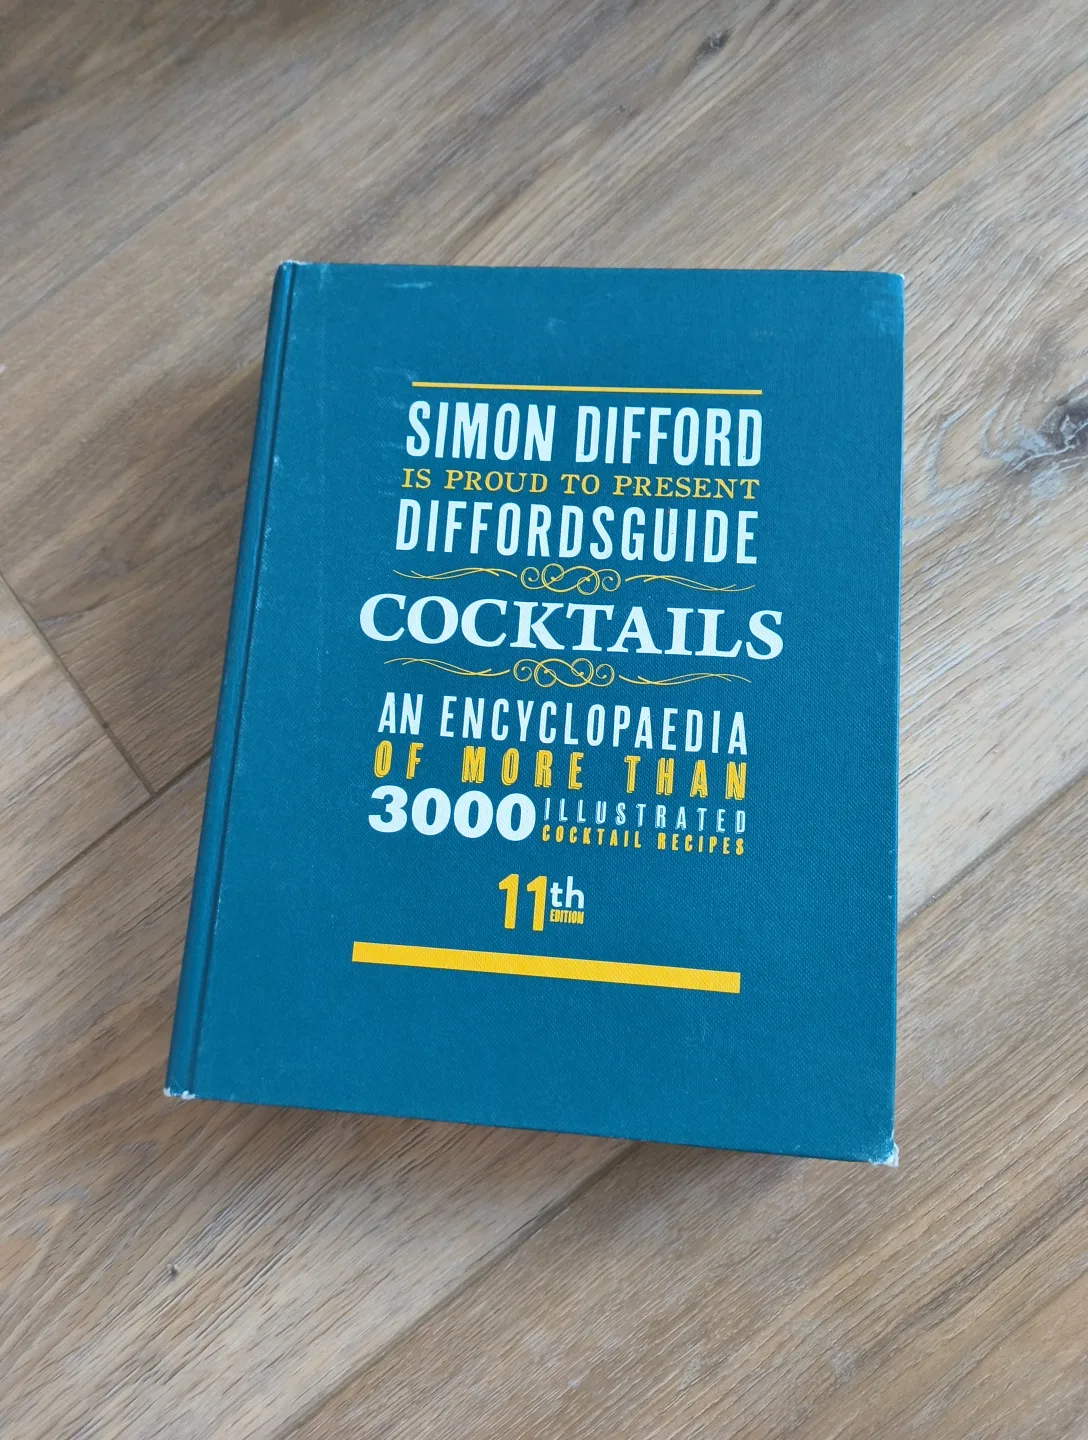 SIMON DIFFORD
IS PROUD TO PRESENT
DIFFORDSGUIDE
COCKTAILS
AN ENCYCLOPAEDIA
OF MORE THAN
3000 ILLUSTRATED
COCKTAIL RECIPES
11th
EDITION